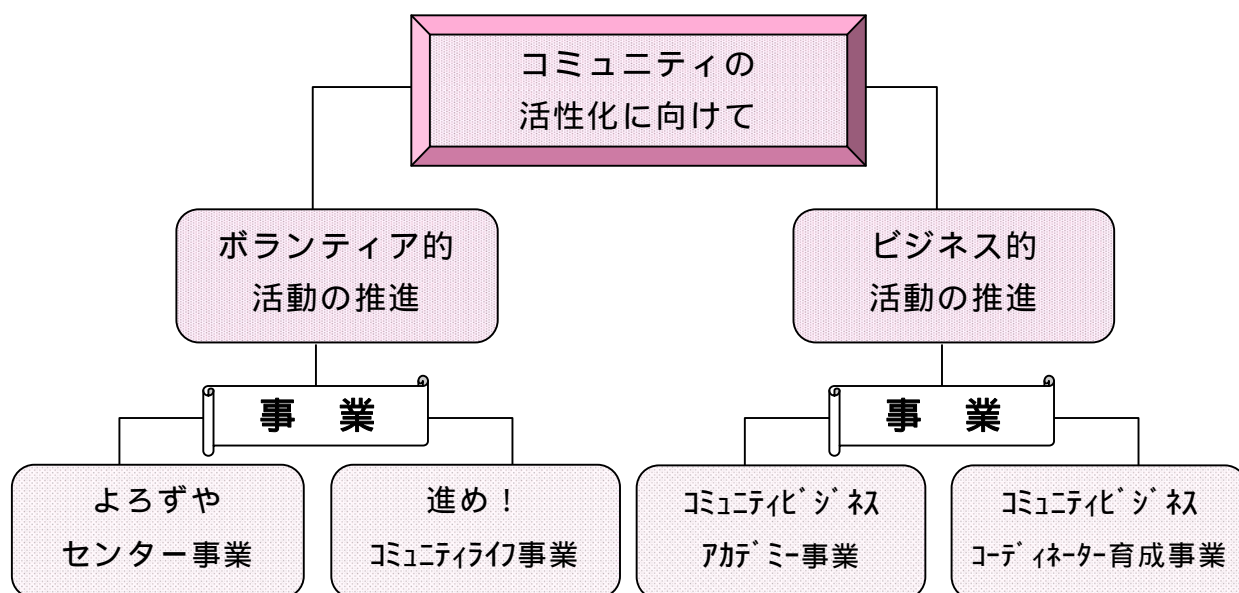 コミュニティの
活性化に向けて
ボランティア的
活動の推進
ビジネス的
活動の推進
事 業
事 業
よろずや
センター事業
進め！
ｺﾐｭﾆﾃｨﾗｲﾌ事業
ｺﾐｭﾆﾃｨﾋﾞｼﾞﾈｽ
ｱｶﾃﾞﾐｰ事業
ｺﾐｭﾆﾃｨﾋﾞｼﾞﾈｽ
ｺｰﾃﾞｨﾈｰﾀｰ育成事業